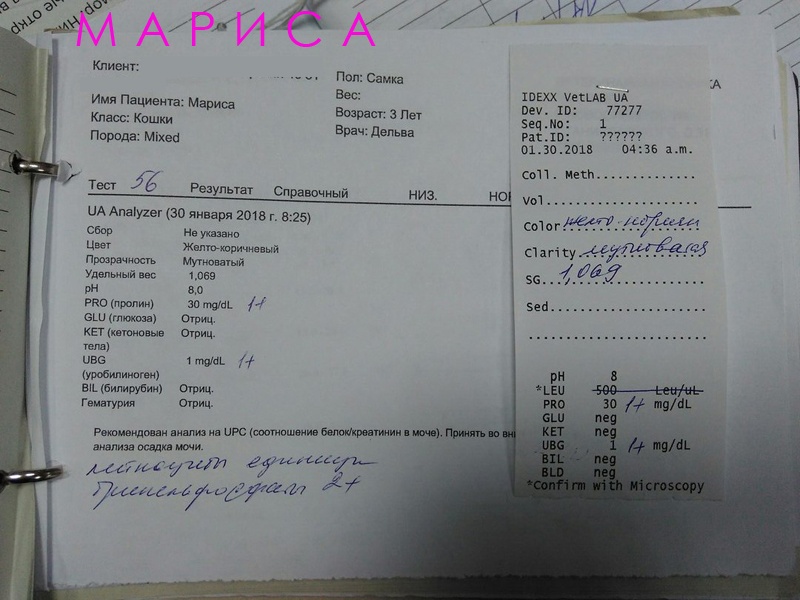 МАРИСА
Клиент:
Пол: Самка
Вес:
Имя Пациента: Мариса
Возраст: 3 Лет
Класс: Кошки
Врач: Дельва
Порода: Mixed
Тест 56 Результат Справочный НИЗ. НОР
UA Analyzer (30 января 2018 г. 8:25)
Сбор Не указано
Цвет Желто-коричневый
Прозрачность Мутноватый
Удельный вес 1,069
pH 8,0
PRO (пролин) 30 mg/dL 1+
GLU (глюкоза) Отриц.
KET (кетоновые Отриц.
тела)
UBG 1 mg/dL 1+
(уробилиноген)
BIL (билирубин) Отриц.
Гематурия Отриц.
Рекомендован анализ на UPC (соотношение белок/креатинин в моче). Принять во вн
анализа осадка мочи.
лейкоциты единицы
Трипельфосфаты 2+
КА
IDEXX VetLAB UA
Dev. ID: 77277
Seq.No: 1
Pat.ID: ??????
01.30.2018 04:36 a.m.
Coll. Meth..............
Vol.....................
Color желто-коричн
Clarity мутноватая
SG 1,069
Sed.....................
........................
pH 8
*LEU 500 Leu/uL
PRO 30 1+ mg/dL
GLU neg
KET neg
UBG 1 1+ mg/dL
BIL neg
BLD neg
*Confirm with Microscopy